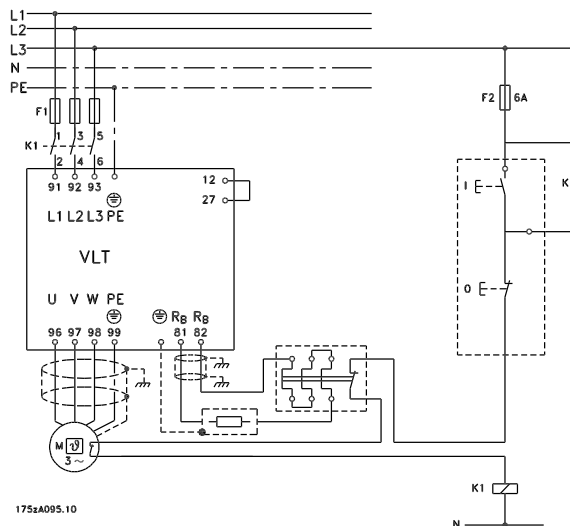 L1
L2
L3
N
PE
F1
F2 6A
K1 1 3 5
2 4 6
K
91 92 93
12
27
I
L1 L2 L3 PE
VLT
O
U V W PE
RB RB
96 97 98 99
81 82
M ϑ
3 ~
K1
175zA095.10
N